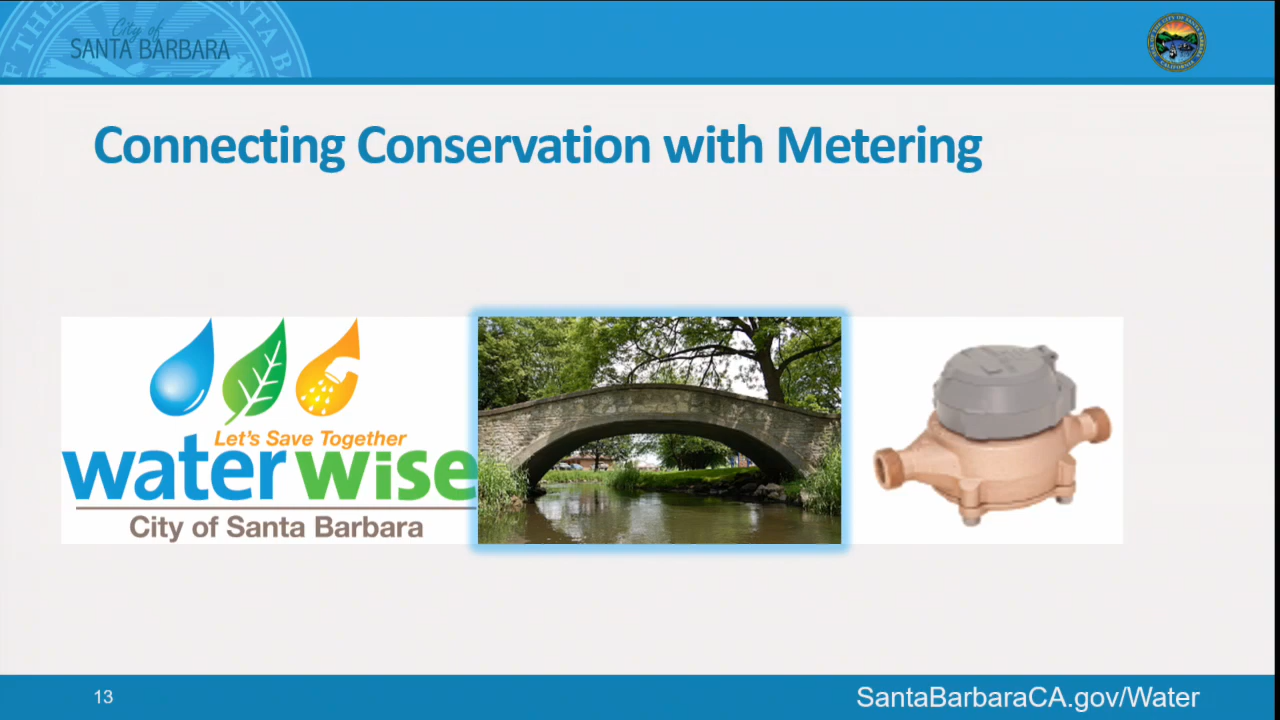 City of
SANTA BARBARA
Connecting Conservation with Metering
Let's Save Together
water wise
City of Santa Barbara
13
SantaBarbaraCA.gov/Water